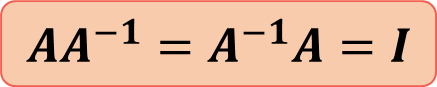 AA⁻¹ = A⁻¹A = I